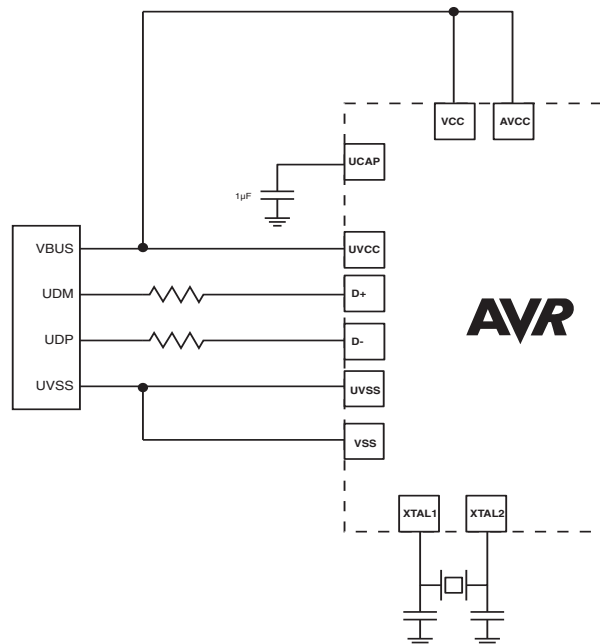 VCC
AVCC
UCAP
1µF
VBUS
UVCC
UDM
D+
AVR
UDP
D-
UVSS
UVSS
VSS
XTAL1
XTAL2